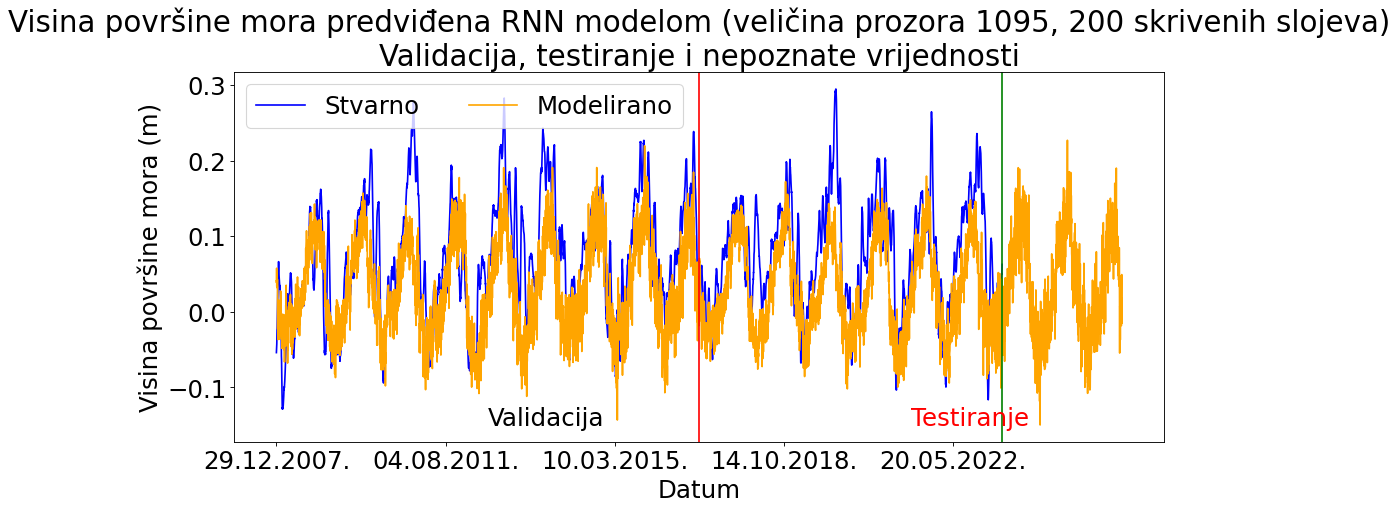 Visina površine mora predviđena RNN modelom (veličina prozora 1095, 200 skrivenih slojeva)
Validacija, testiranje i nepoznate vrijednosti
Stvarno
Modelirano
Visina površine mora (m)
0.3
0.2
0.1
0.0
−0.1
Validacija
Testiranje
29.12.2007.
04.08.2011.
10.03.2015.
14.10.2018.
20.05.2022.
Datum